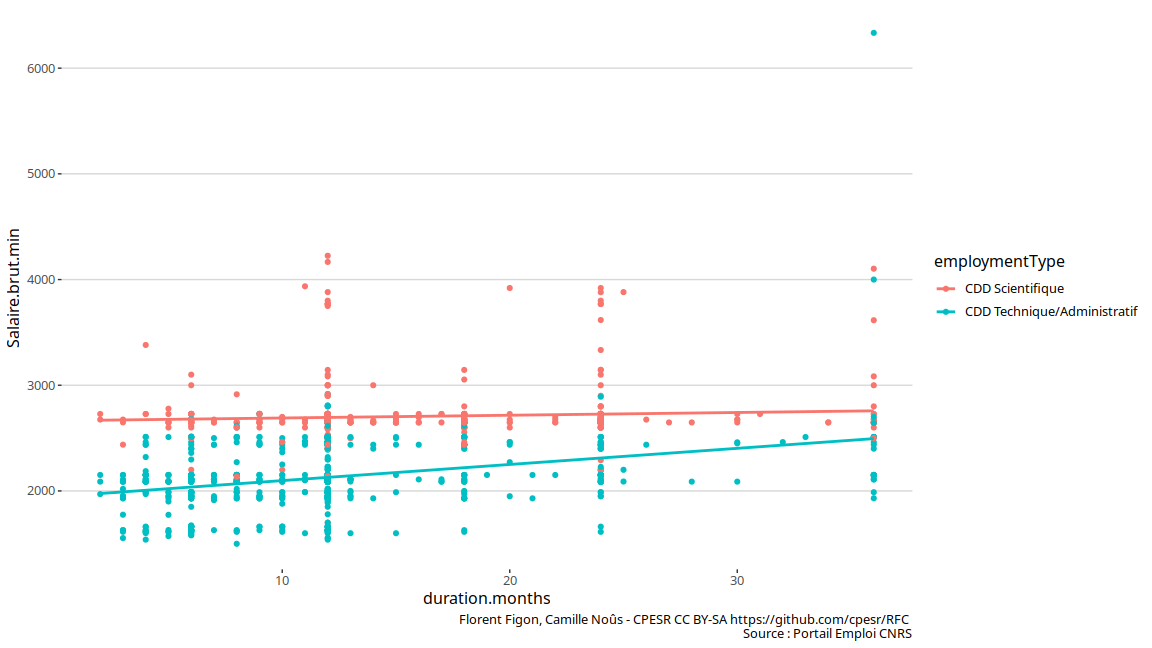 6000
5000
4000
3000
2000
Salaire.brut.min
10
20
30
duration.months
employmentType
CDD Scientifique
CDD Technique/Administratif
Florent Figon, Camille Noûs - CPESR CC BY-SA https://github.com/cpesr/RFC
Source : Portail Emploi CNRS